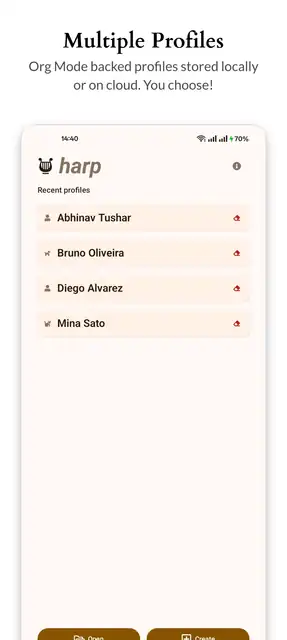 Multiple Profiles
Org Mode backed profiles stored locally
or on cloud. You choose!
14:40
70%
harp
Recent profiles
Abhinav Tushar
Bruno Oliveira
Diego Alvarez
Mina Sato
Open
Create